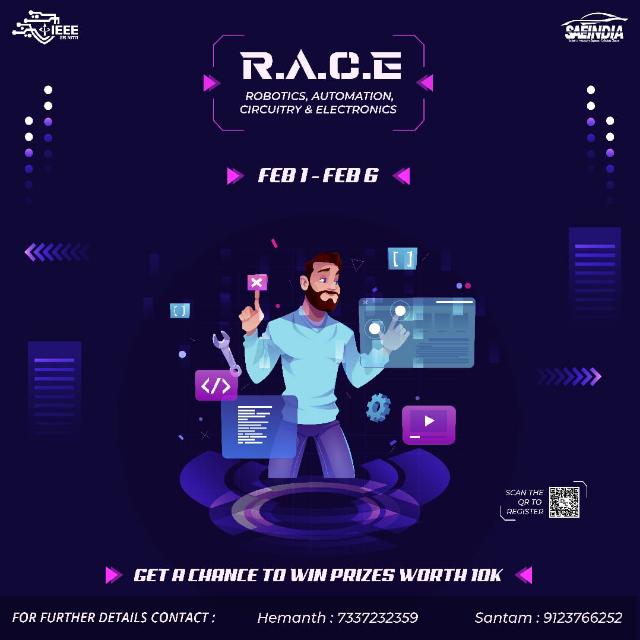 IEEE
SAEINDIA
R.A.C.E
ROBOTICS, AUTOMATION,
CIRCUITRY & ELECTRONICS
FEB 1 - FEB 6
[ ]
[ ]
</>
SCAN THE
QR TO
REGISTER
GET A CHANCE TO WIN PRIZES WORTH 10K
FOR FURTHER DETAILS CONTACT : Hemanth : 7337232359 Santam : 9123766252